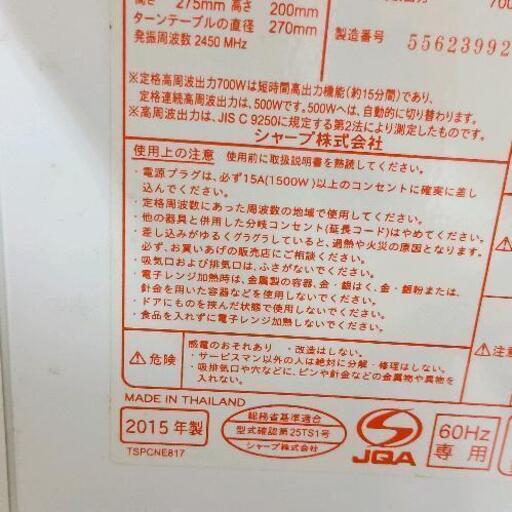 高さ 275mm 高さ 200mm
ターンテーブルの直径 270mm
発振周波数 2450 MHz
700
製造番号 55623992
※定格高周波出力700Wは短時間高出力機能(約15分間)であり、
定格連続高周波出力は、500Wです。500Wへは、自動的に切り替わります。
※高周波出力は、JIS C 9250に規定する第2法により測定したものです。
シャープ株式会社
使用上の注意 使用前に取扱説明書を熟読してください。
・電源プラグは、必ず15A(1500W)以上のコンセントに確実に差し
込んでください。
定格周波数にあった周波数の地域で使用してください。
・他の器具と併用した分岐コンセント(延長コード)はやめてください。
・差し込みがゆるくグラグラしていると、過熱や火災の原因となります。
必ず、お買いあげの販売店にご相談ください。
・吸気口および排気口は、ふさがないでください。
・電子レンジ加熱時は、金属製の容器、金・銀はく、金・銀粉または、
針金を用いた容器などを使用しないでください。
・ドアにものを挟んだ状態で使用しないでください。
・食品を入れずに電子レンジ加熱しないでください。
危険
感電のおそれあり ・改造はしない。
・サービスマン以外の人は絶対に分解・修理はしない。
・吸排気口や穴などに、ピンや針金などの金属物や異物を
入れない。
注意
MADE IN THAILAND
2015年製
TSPCNE817
総務省基準適合
型式確認第25TS1号
シャープ株式会社
JQA
60Hz
専用